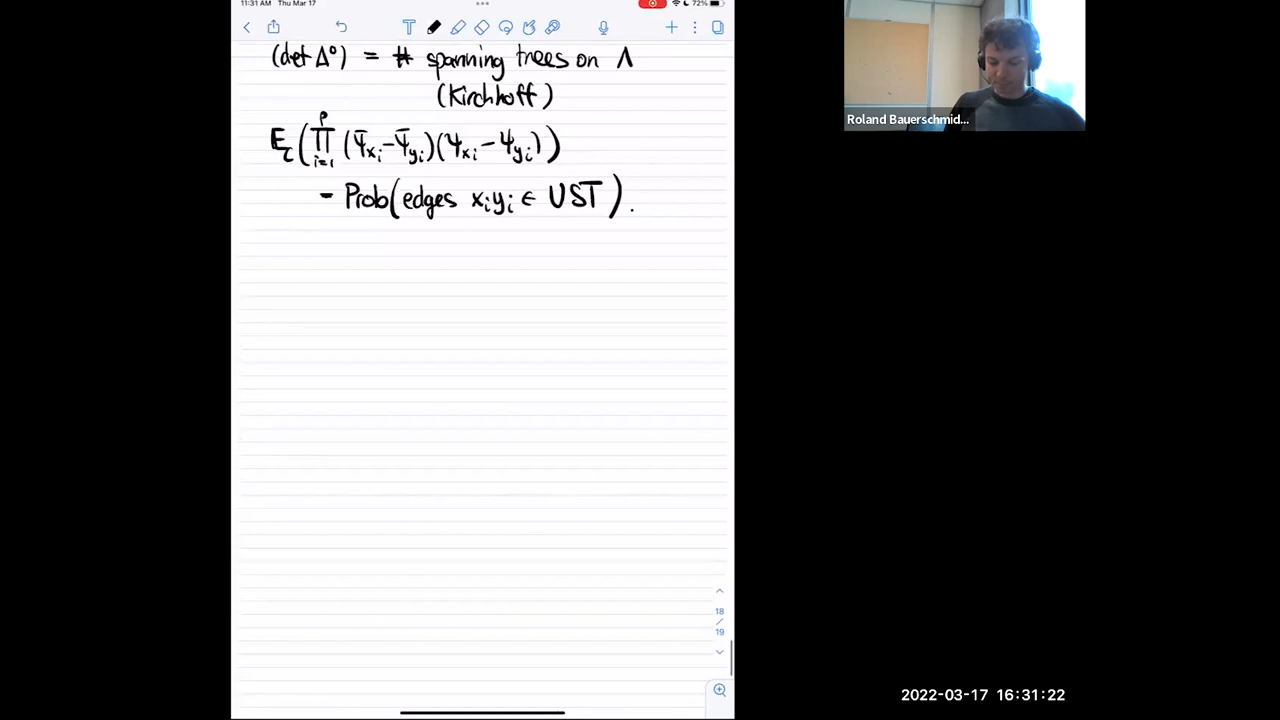 11:31 AM Thu Mar 17
72%
(det Δ⁰) = # spanning trees on Λ
(Kirchhoff)
E_C(∏_{i=1}^{p} (ψ̄_{x_i} - ψ̄_{y_i})(ψ_{x_i} - ψ_{y_i}))
- Prob(edges x_i y_i ∈ UST).
Roland Bauerschmid...
18
/
19
2022-03-17 16:31:22